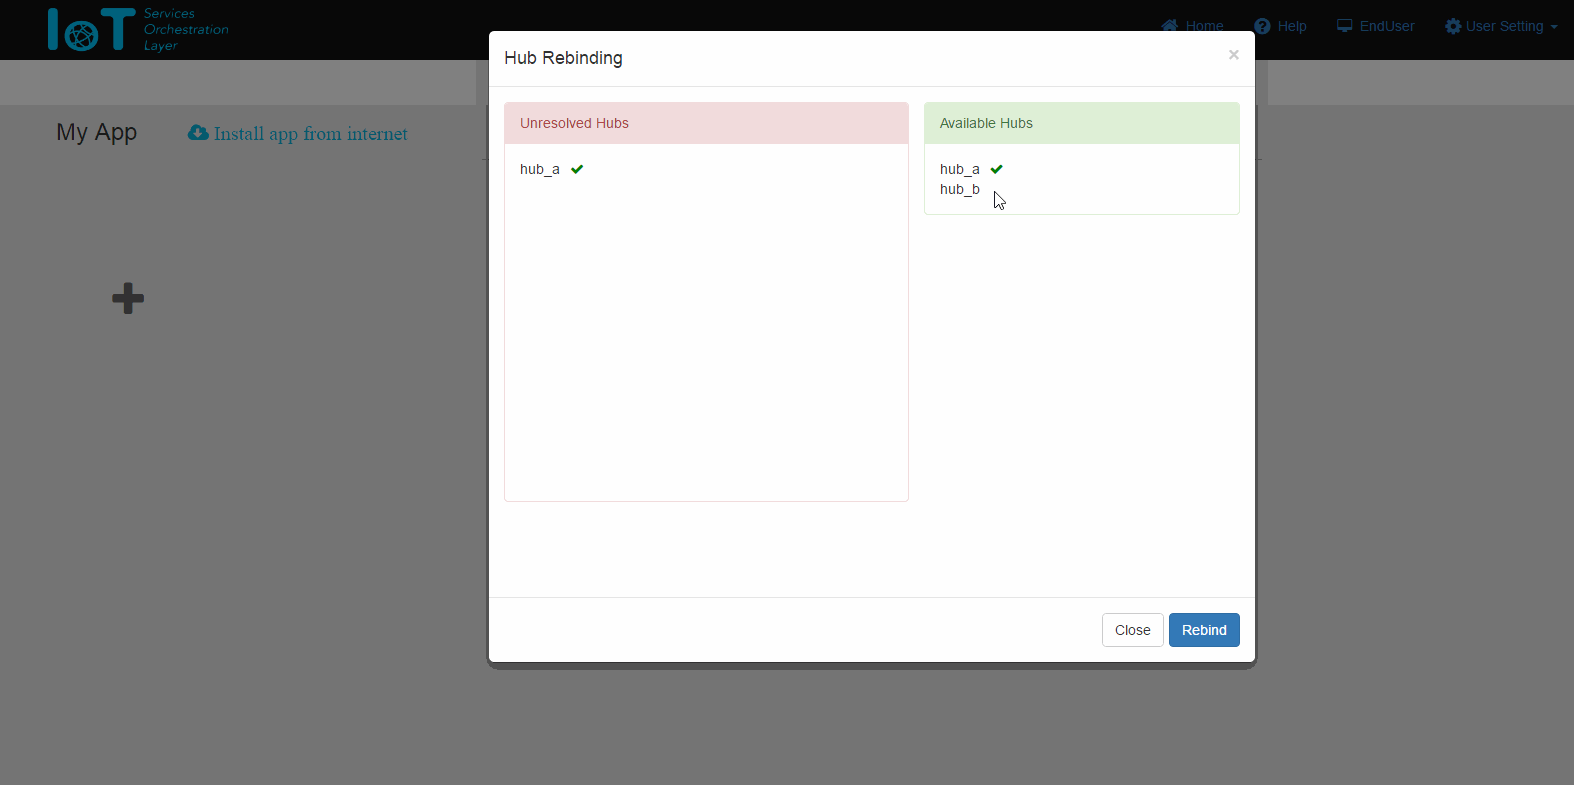 IoT Services
Orchestration
Layer
Home
Help
EndUser
User Setting
Hub Rebinding
×
My App
Install app from internet
Unresolved Hubs
hub_a
Available Hubs
hub_a
hub_b
Close
Rebind